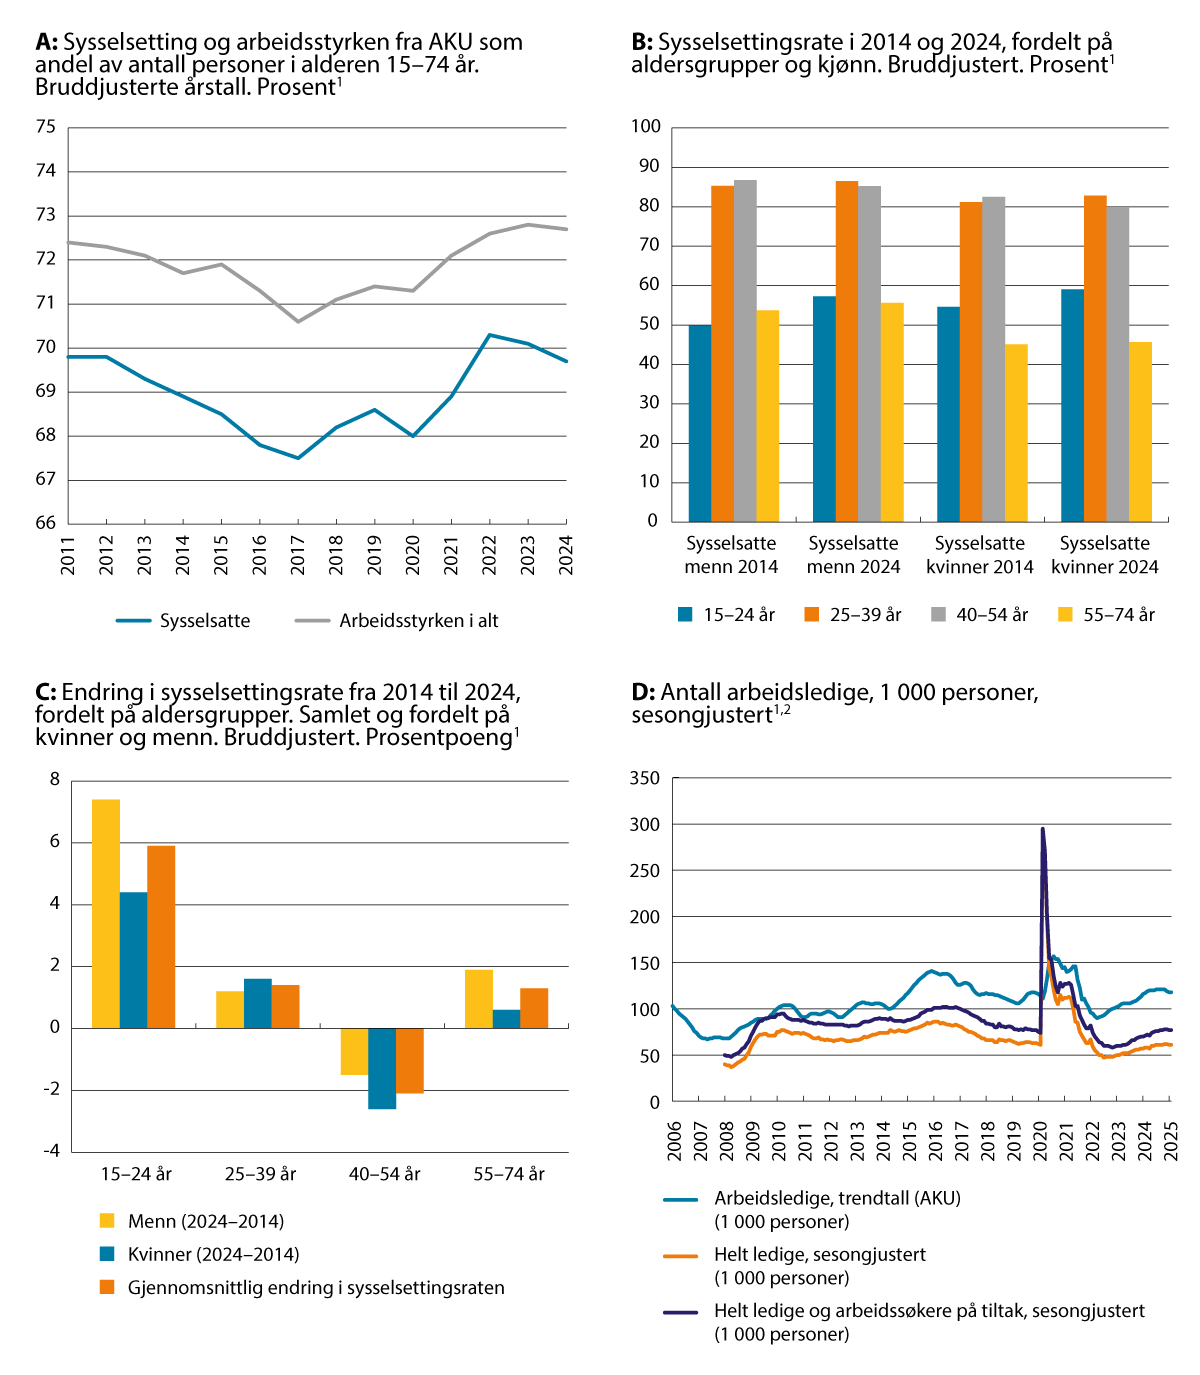 A: Sysselsetting og arbeidsstyrken fra AKU som
andel av antall personer i alderen 15–74 år.
Bruddjusterte årstall. Prosent¹
75
74
73
72
71
70
69
68
67
66
2011
2012
2013
2014
2015
2016
2017
2018
2019
2020
2021
2022
2023
2024
Sysselsatte
Arbeidsstyrken i alt
B: Sysselsettingsrate i 2014 og 2024, fordelt på
aldersgrupper og kjønn. Bruddjustert. Prosent¹
100
90
80
70
60
50
40
30
20
10
0
Sysselsatte
menn 2014
Sysselsatte
menn 2024
Sysselsatte
kvinner 2014
Sysselsatte
kvinner 2024
15–24 år
25–39 år
40–54 år
55–74 år
C: Endring i sysselsettingsrate fra 2014 til 2024,
fordelt på aldersgrupper. Samlet og fordelt på
kvinner og menn. Bruddjustert. Prosentpoeng¹
8
6
4
2
0
-2
-4
15–24 år
25–39 år
40–54 år
55–74 år
Menn (2024–2014)
Kvinner (2024–2014)
Gjennomsnittlig endring i sysselsettingsraten
D: Antall arbeidsledige, 1 000 personer,
sesongjustert¹,²
350
300
250
200
150
100
50
0
2006
2007
2008
2009
2010
2011
2012
2013
2014
2015
2016
2017
2018
2019
2020
2021
2022
2023
2024
2025
Arbeidsledige, trendtall (AKU)
(1 000 personer)
Helt ledige, sesongjustert
(1 000 personer)
Helt ledige og arbeidssøkere på tiltak, sesongjustert
(1 000 personer)